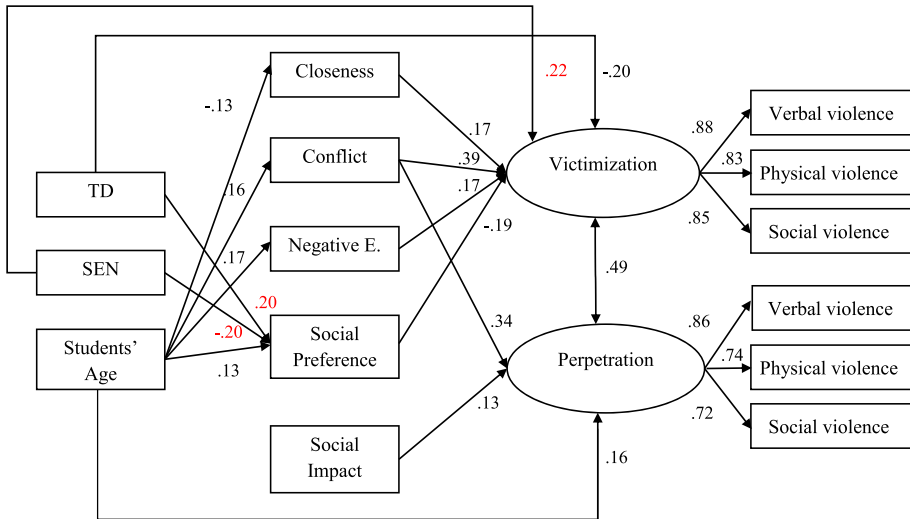 Closeness
.22
-.20
-.13
Verbal violence
.88
.17
Conflict
.39
Victimization
.83
Physical violence
TD
.16
.17
.85
Social violence
-.19
Negative E.
.17
SEN
.49
.20
-.20
Verbal violence
Students'
Age
.13
Social
Preference
.34
.86
Perpetration
.74
Physical violence
.13
.72
Social violence
Social
Impact
.16